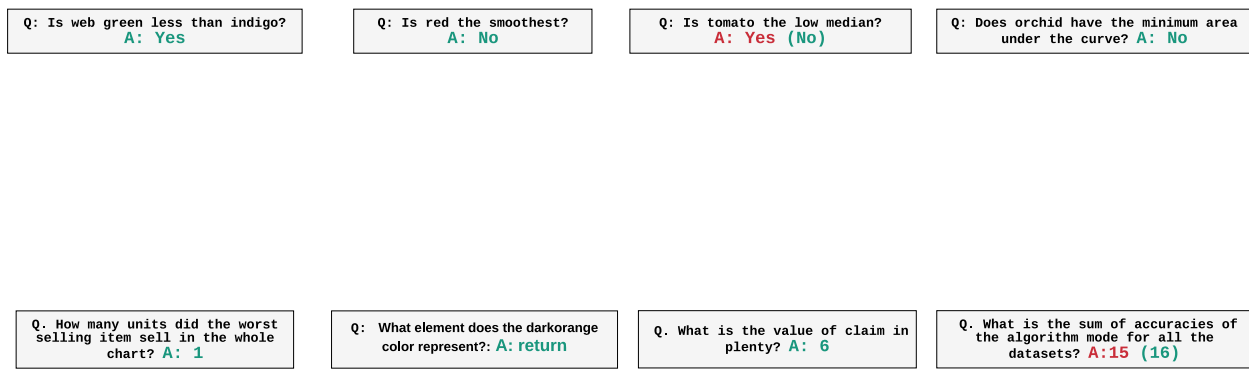 Q: Is web green less than indigo?
A: Yes
Q: Is red the smoothest?
A: No
Q: Is tomato the low median?
A: Yes (No)
Q: Does orchid have the minimum area
under the curve? A: No
Q. How many units did the worst
selling item sell in the whole
chart? A: 1
Q: What element does the darkorange
color represent?: A: return
Q. What is the value of claim in
plenty? A: 6
Q. What is the sum of accuracies of
the algorithm mode for all the
datasets? A:15 (16)